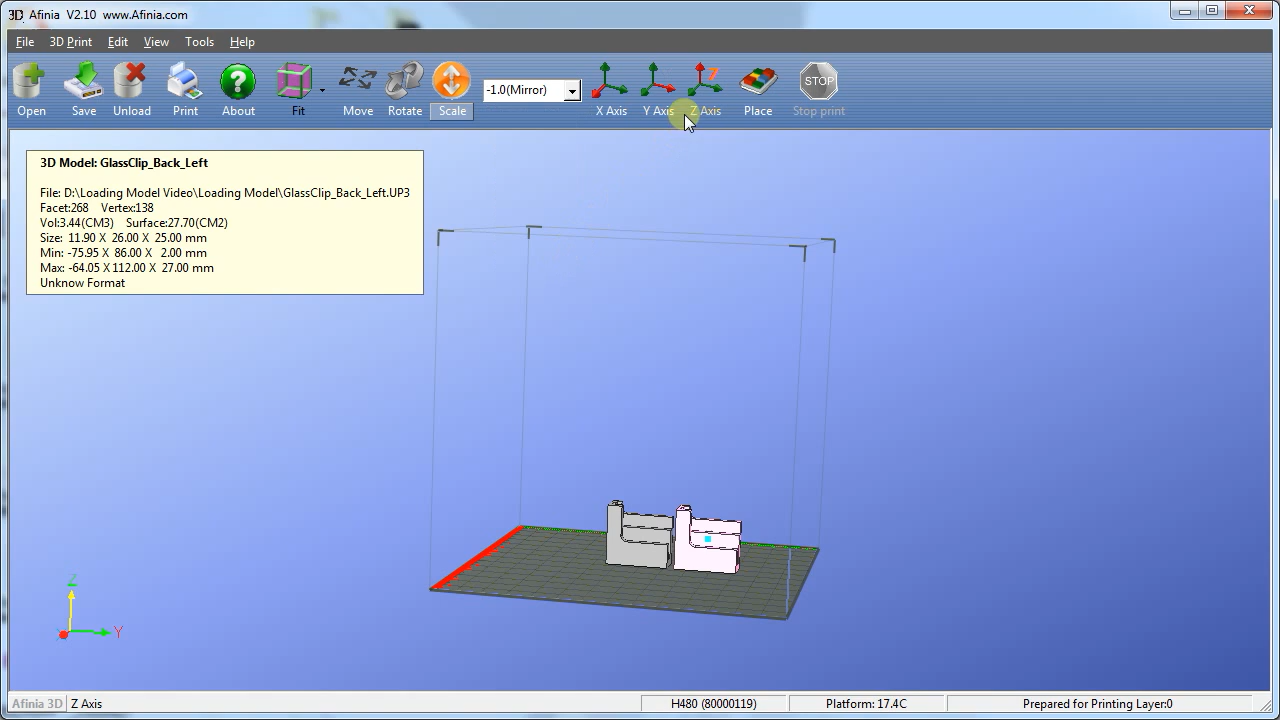 3D Afinia V2.10 www.Afinia.com
File 3D Print Edit View Tools Help
-1.0(Mirror)
STOP
Open Save Unload Print About Fit Move Rotate Scale X Axis Y Axis Z Axis Place Stop print
3D Model: GlassClip_Back_Left
File: D:\Loading Model Video\Loading Model\GlassClip_Back_Left.UP3
Facet:268 Vertex:138
Vol:3.44(CM3) Surface:27.70(CM2)
Size: 11.90 X 26.00 X 25.00 mm
Min: -75.95 X 86.00 X 2.00 mm
Max: -64.05 X 112.00 X 27.00 mm
Unknow Format
Z
X Y
Afinia 3D Z Axis H480 (80000119) Platform: 17.4C Prepared for Printing Layer:0